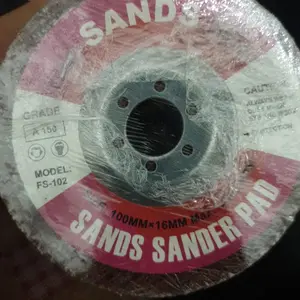 SANDS
GRADE
A 150
MODEL:
FS-102
CAUTION
100MM×16MM
SANDS SANDER PAD